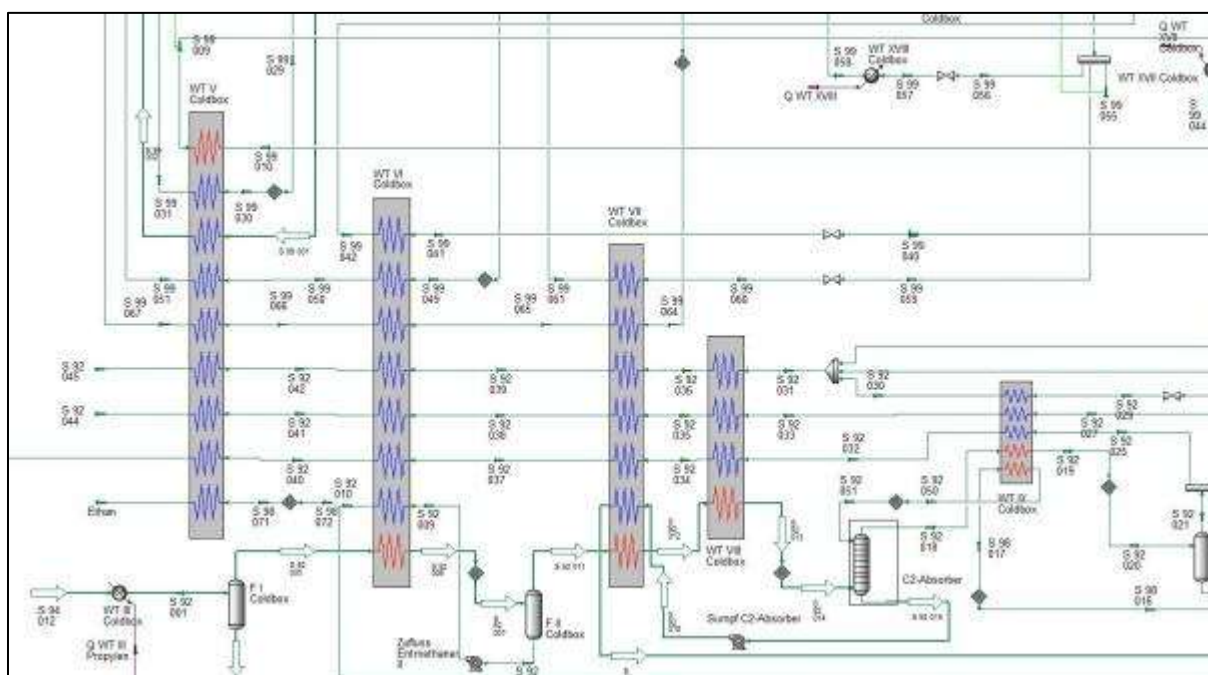 Coldbox
S 99
009
S 99
029
WT V
Coldbox
S 99
058
WT XVIII
Coldbox
Q WT XVIII
S 99
057
S 99
056
WT XVII Coldbox
S 99
055
Q WT
XVII
Coldbox
S
99
044
S 99
010
S 99
031
S 99
030
WT VI
Coldbox
WT VII
Coldbox
S 99
042
S 99
041
S 99
040
S 99
051
S 99
050
S 99
049
S 99
061
S 99
060
S 99
059
S 99
067
S 99
066
S 99
065
S 99
064
S 92
045
S 92
042
S 92
039
S 92
036
S 92
031
S 92
030
S 92
044
S 92
041
S 92
038
S 92
035
S 92
033
S 92
029
S 92
027
S 92
025
S 92
040
S 92
037
S 92
034
S 92
032
S 92
015
Ethan
S 98
071
S 98
072
S 92
010
S 92
009
WT VIII
Coldbox
S 92
051
S 92
050
WT IX
Coldbox
S 92
018
S 98
017
S 92
021
S 92
020
S 98
016
C2-Absorber
Sumpf C2-Absorber
S 94
012
WT III
Coldbox
S 92
001
F I
Coldbox
Q WT III
Propylen
Zufluss
Entmethaner
F II
Coldbox
S 92